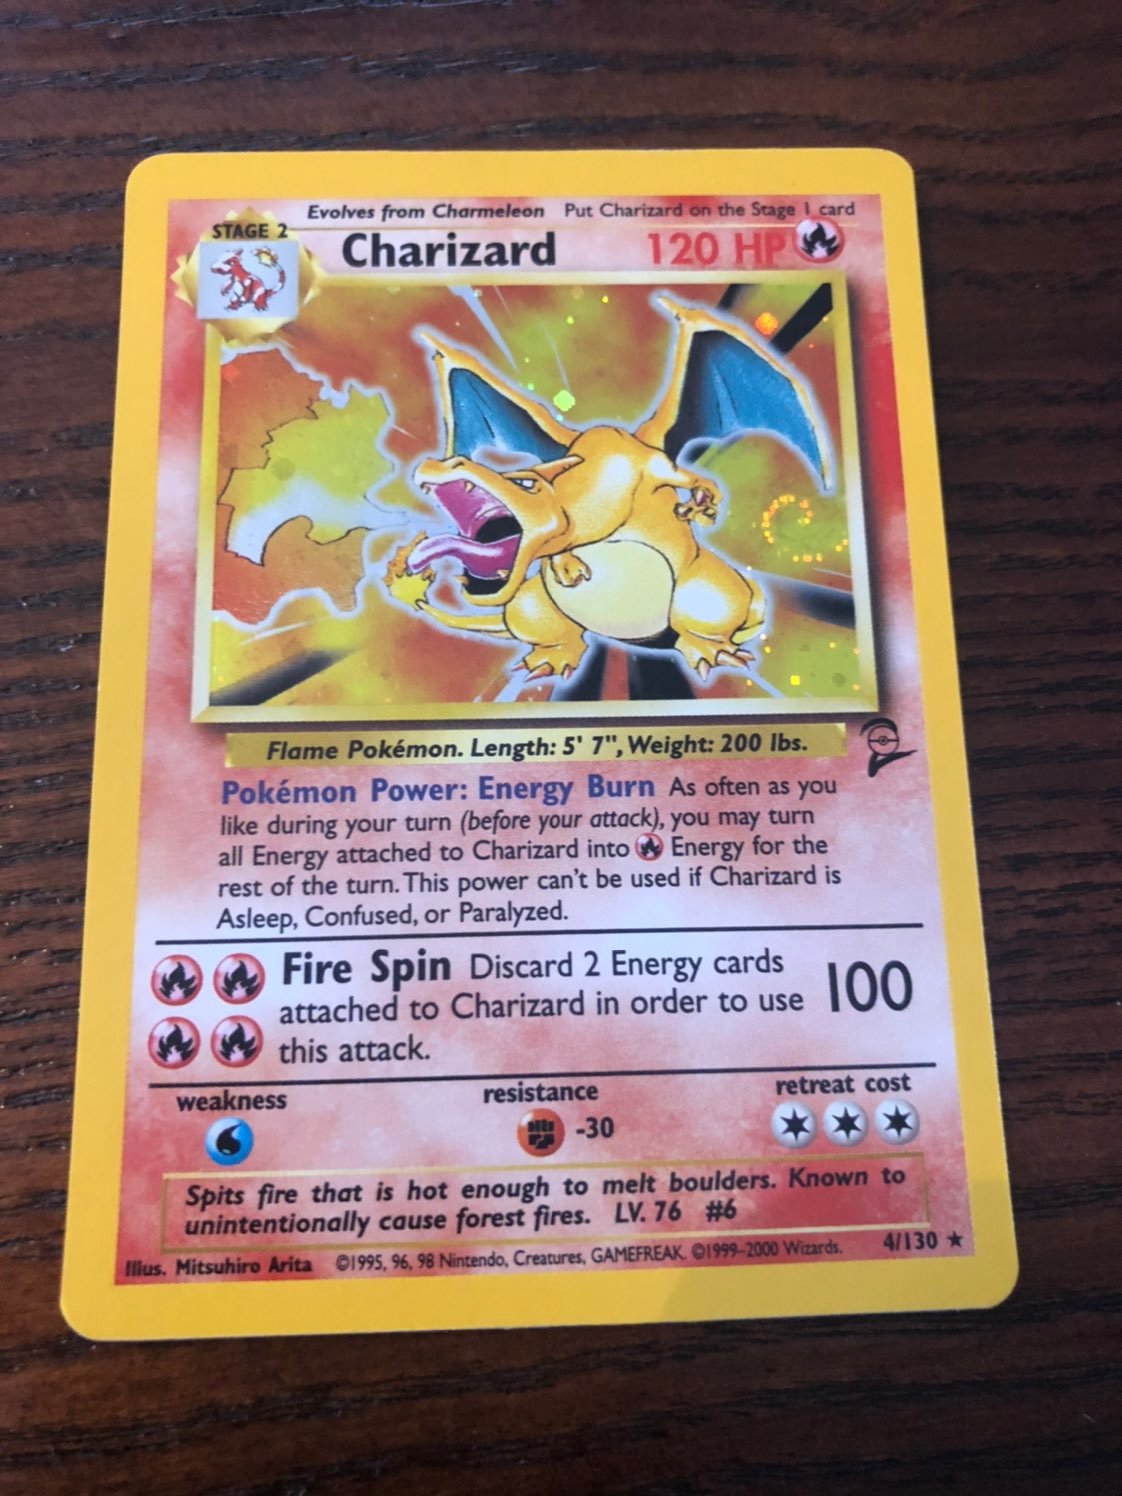 Evolves from Charmeleon Put Charizard on the Stage 1 card
STAGE 2
Charizard 120 HP
Flame Pokémon. Length: 5' 7", Weight: 200 lbs.
Pokémon Power: Energy Burn As often as you
like during your turn (before your attack), you may turn
all Energy attached to Charizard into Energy for the
rest of the turn. This power can't be used if Charizard is
Asleep, Confused, or Paralyzed.
Fire Spin Discard 2 Energy cards
attached to Charizard in order to use 100
this attack.
weakness resistance retreat cost
-30
Spits fire that is hot enough to melt boulders. Known to
unintentionally cause forest fires. LV. 76 #6
Illus. Mitsuhiro Arita ©1995, 96, 98 Nintendo, Creatures, GAMEFREAK. ©1999-2000 Wizards. 4/130 ★